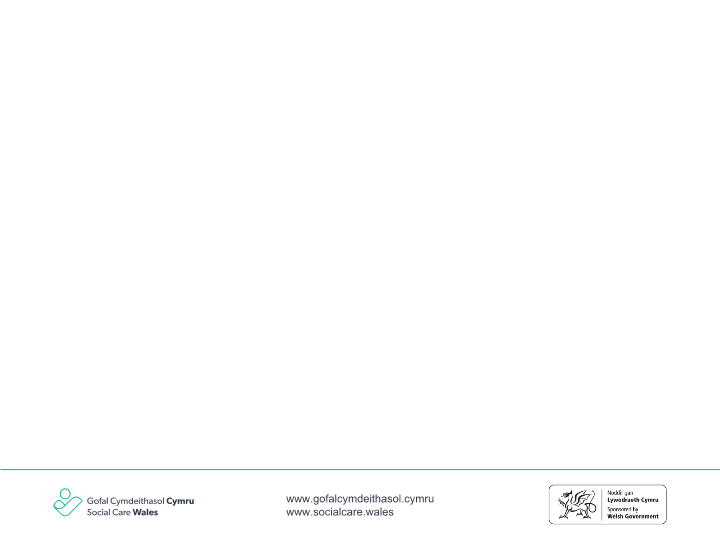 Gofal Cymdeithasol Cymru
Social Care Wales
www.gofalcymdeithasol.cymru
www.socialcare.wales
Noddir gan
Lywodraeth Cymru
Sponsored by
Welsh Government